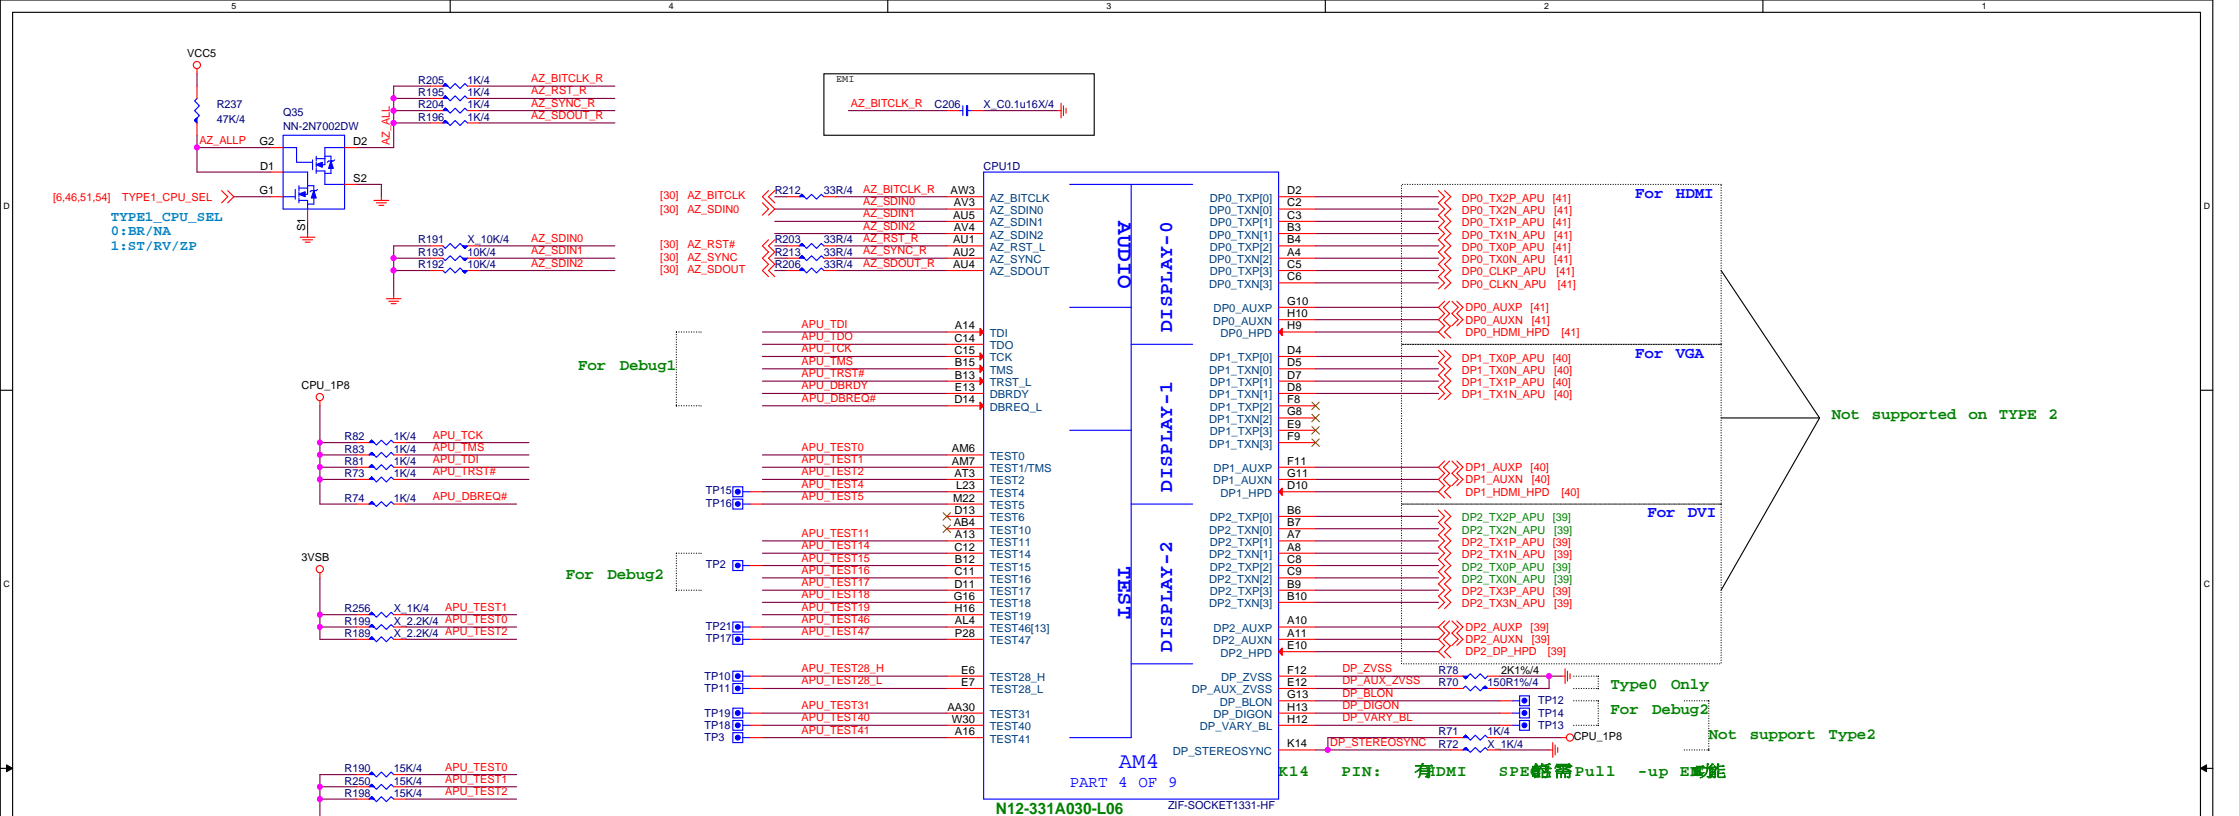 5 4 3 2 1
VCC5
R237
47K/4
AZ_ALLP
Q35
NN-2N7002DW
G2
D2
D1
S2
G1
S1
AZ_ALL
R205 1K/4 AZ_BITCLK_R
R195 1K/4 AZ_RST_R
R204 1K/4 AZ_SYNC_R
R196 1K/4 AZ_SDOUT_R
[6,46,51,54] TYPE1_CPU_SEL
TYPE1_CPU_SEL
0:BR/NA
1:ST/RV/ZP
R191 X_10K/4 AZ_SDIN0
R193 10K/4 AZ_SDIN1
R192 10K/4 AZ_SDIN2
EMI
AZ_BITCLK_R C206 X_C0.1u16X/4
D
D
C
C
CPU_1P8
R82 1K/4 APU_TCK
R83 1K/4 APU_TMS
R81 1K/4 APU_TDI
R73 1K/4 APU_TRST#
R74 1K/4 APU_DBREQ#
3VSB
R256 X_1K/4 APU_TEST1
R199 X_2.2K/4 APU_TEST0
R189 X_2.2K/4 APU_TEST2
R190 15K/4 APU_TEST0
R250 15K/4 APU_TEST1
R198 15K/4 APU_TEST2
CPU1D
[30] AZ_BITCLK R212 33R/4 AZ_BITCLK_R AW3 AZ_BITCLK
[30] AZ_SDIN0 AZ_SDIN0 AV3 AZ_SDIN0
AZ_SDIN1 AU5 AZ_SDIN1
AZ_SDIN2 AV4 AZ_SDIN2
[30] AZ_RST# R203 33R/4 AZ_RST_R AU1 AZ_RST_L
[30] AZ_SYNC R213 33R/4 AZ_SYNC_R AU2 AZ_SYNC
[30] AZ_SDOUT R206 33R/4 AZ_SDOUT_R AU4 AZ_SDOUT
For Debug1
APU_TDI A14 TDI
APU_TDO C14 TDO
APU_TCK C15 TCK
APU_TMS B15 TMS
APU_TRST# B13 TRST_L
APU_DBRDY E13 DBRDY
APU_DBREQ# D14 DBREQ_L
APU_TEST0 AM6 TEST0
APU_TEST1 AM7 TEST1/TMS
APU_TEST2 AT3 TEST2
TP15 APU_TEST4 L23 TEST4
TP16 APU_TEST5 M22 TEST5
D13 TEST6
AB4 TEST10
APU_TEST11 A13 TEST11
APU_TEST14 C12 TEST14
For Debug2
TP2 APU_TEST15 B12 TEST15
APU_TEST16 C11 TEST16
APU_TEST17 D11 TEST17
APU_TEST18 G16 TEST18
APU_TEST19 H16 TEST19
TP21 APU_TEST46 AL4 TEST46[13]
TP17 APU_TEST47 P28 TEST47
TP10 APU_TEST28_H E6 TEST28_H
TP11 APU_TEST28_L E7 TEST28_L
TP19 APU_TEST31 AA30 TEST31
TP18 APU_TEST40 W30 TEST40
TP3 APU_TEST41 A16 TEST41
AUDIO
TEST
DISPLAY-0
DISPLAY-1
DISPLAY-2
AM4
PART 4 OF 9
N12-331A030-L06
ZIF-SOCKET1331-HF
For HDMI
DP0_TXP[0] D2 DP0_TX2P_APU [41]
DP0_TXN[0] C2 DP0_TX2N_APU [41]
DP0_TXP[1] C3 DP0_TX1P_APU [41]
DP0_TXN[1] B3 DP0_TX1N_APU [41]
DP0_TXP[2] B4 DP0_TX0P_APU [41]
DP0_TXN[2] A4 DP0_TX0N_APU [41]
DP0_TXP[3] C5 DP0_CLKP_APU [41]
DP0_TXN[3] C6 DP0_CLKN_APU [41]
DP0_AUXP G10 DP0_AUXP [41]
DP0_AUXN H10 DP0_AUXN [41]
DP0_HPD H9 DP0_HDMI_HPD [41]
For VGA
DP1_TXP[0] D4 DP1_TX0P_APU [40]
DP1_TXN[0] D5 DP1_TX0N_APU [40]
DP1_TXP[1] D7 DP1_TX1P_APU [40]
DP1_TXN[1] D8 DP1_TX1N_APU [40]
DP1_TXP[2] F8
DP1_TXN[2] G8
DP1_TXP[3] E9
DP1_TXN[3] F9
DP1_AUXP F11 DP1_AUXP [40]
DP1_AUXN G11 DP1_AUXN [40]
DP1_HPD D10 DP1_HDMI_HPD [40]
Not supported on TYPE 2
For DVI
DP2_TXP[0] B6 DP2_TX2P_APU [39]
DP2_TXN[0] B7 DP2_TX2N_APU [39]
DP2_TXP[1] A7 DP2_TX1P_APU [39]
DP2_TXN[1] A8 DP2_TX1N_APU [39]
DP2_TXP[2] C8 DP2_TX0P_APU [39]
DP2_TXN[2] C9 DP2_TX0N_APU [39]
DP2_TXP[3] B9 DP2_TX3P_APU [39]
DP2_TXN[3] B10 DP2_TX3N_APU [39]
DP2_AUXP A10 DP2_AUXP [39]
DP2_AUXN A11 DP2_AUXN [39]
DP2_HPD E10 DP2_DP_HPD [39]
DP_ZVSS F12 DP_ZVSS R78 2K1%/4
DP_AUX_ZVSS E12 DP_AUX_ZVSS R70 150R1%/4
Type0 Only
DP_BLON G13 DP_BLON TP12
DP_DIGON H13 DP_DIGON TP14
DP_VARY_BL H12 DP_VARY_BL TP13
For Debug2
R71 1K/4 CPU_1P8
DP_STEREOSYNC K14 DP_STEREOSYNC R72 X_1K/4
Not support Type2
K14 PIN: 有HDMI 需Pull -up